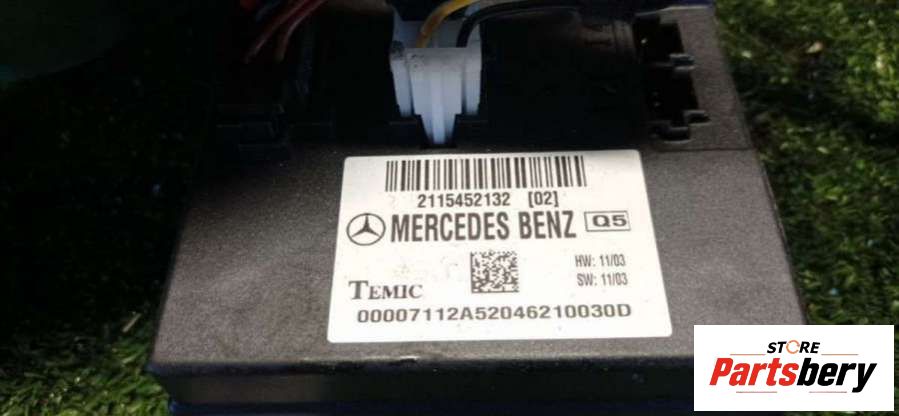 2115452132 [02]
MERCEDES BENZ Q5
HW: 11/03
SW: 11/03
TEMIC
00007112A52046210030D
STORE
Partsbery